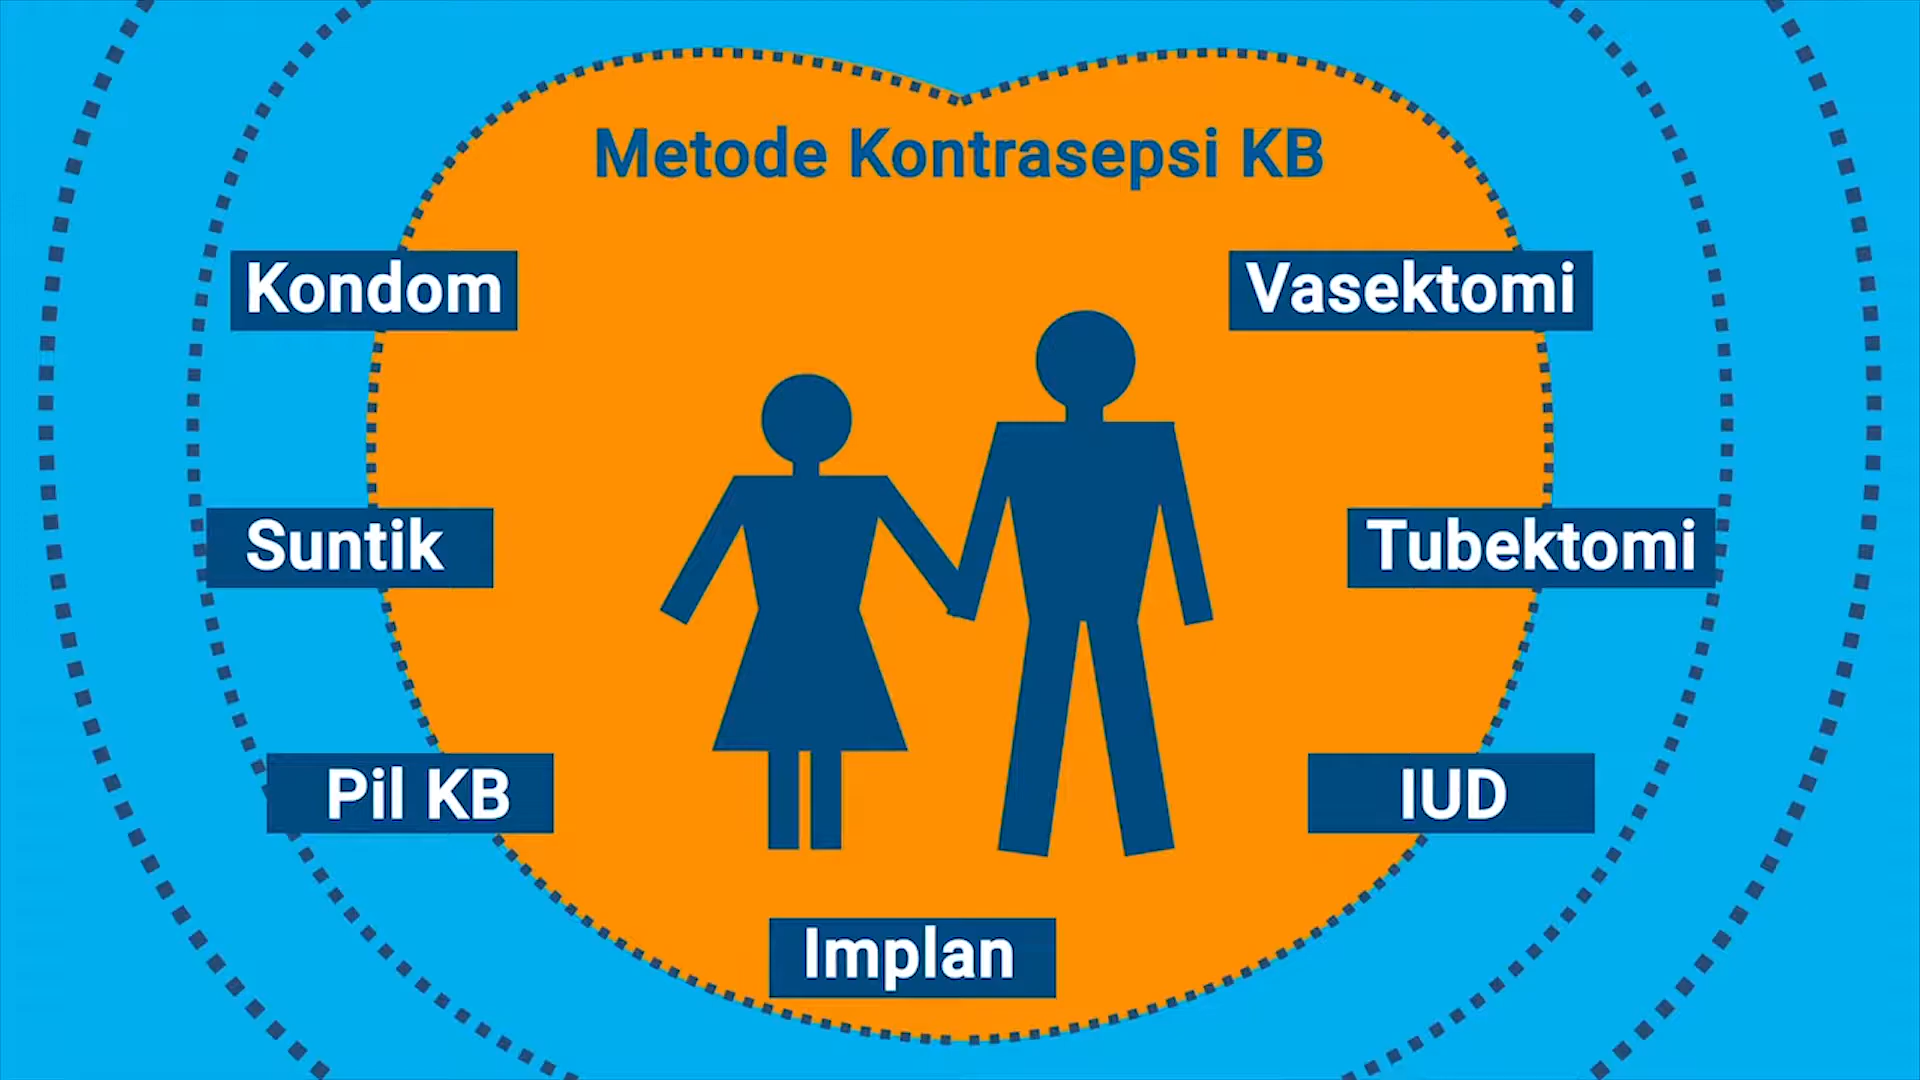 Metode Kontrasepsi KB
Kondom
Vasektomi
Suntik
Tubektomi
Pil KB
IUD
Implan